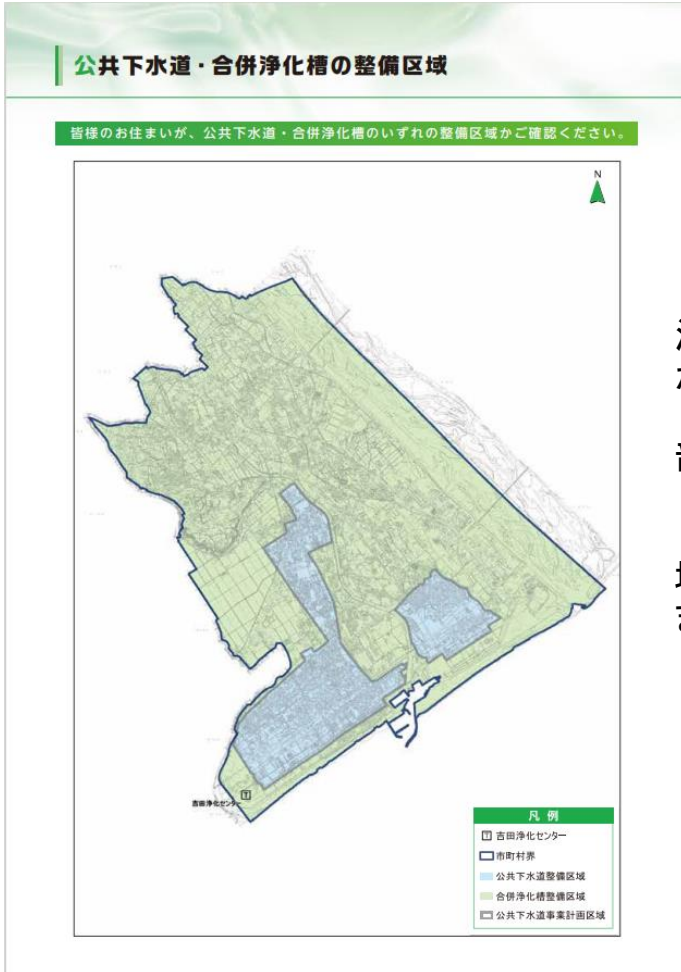 公共下水道・合併浄化槽の整備区域
皆様のお住まいが、公共下水道・合併浄化槽のいずれの整備区域かご確認ください。
N
吉田浄化センター
T
凡 例
T 吉田浄化センター
市町村界
公共下水道整備区域
合併浄化槽整備区域
公共下水道事業計画区域